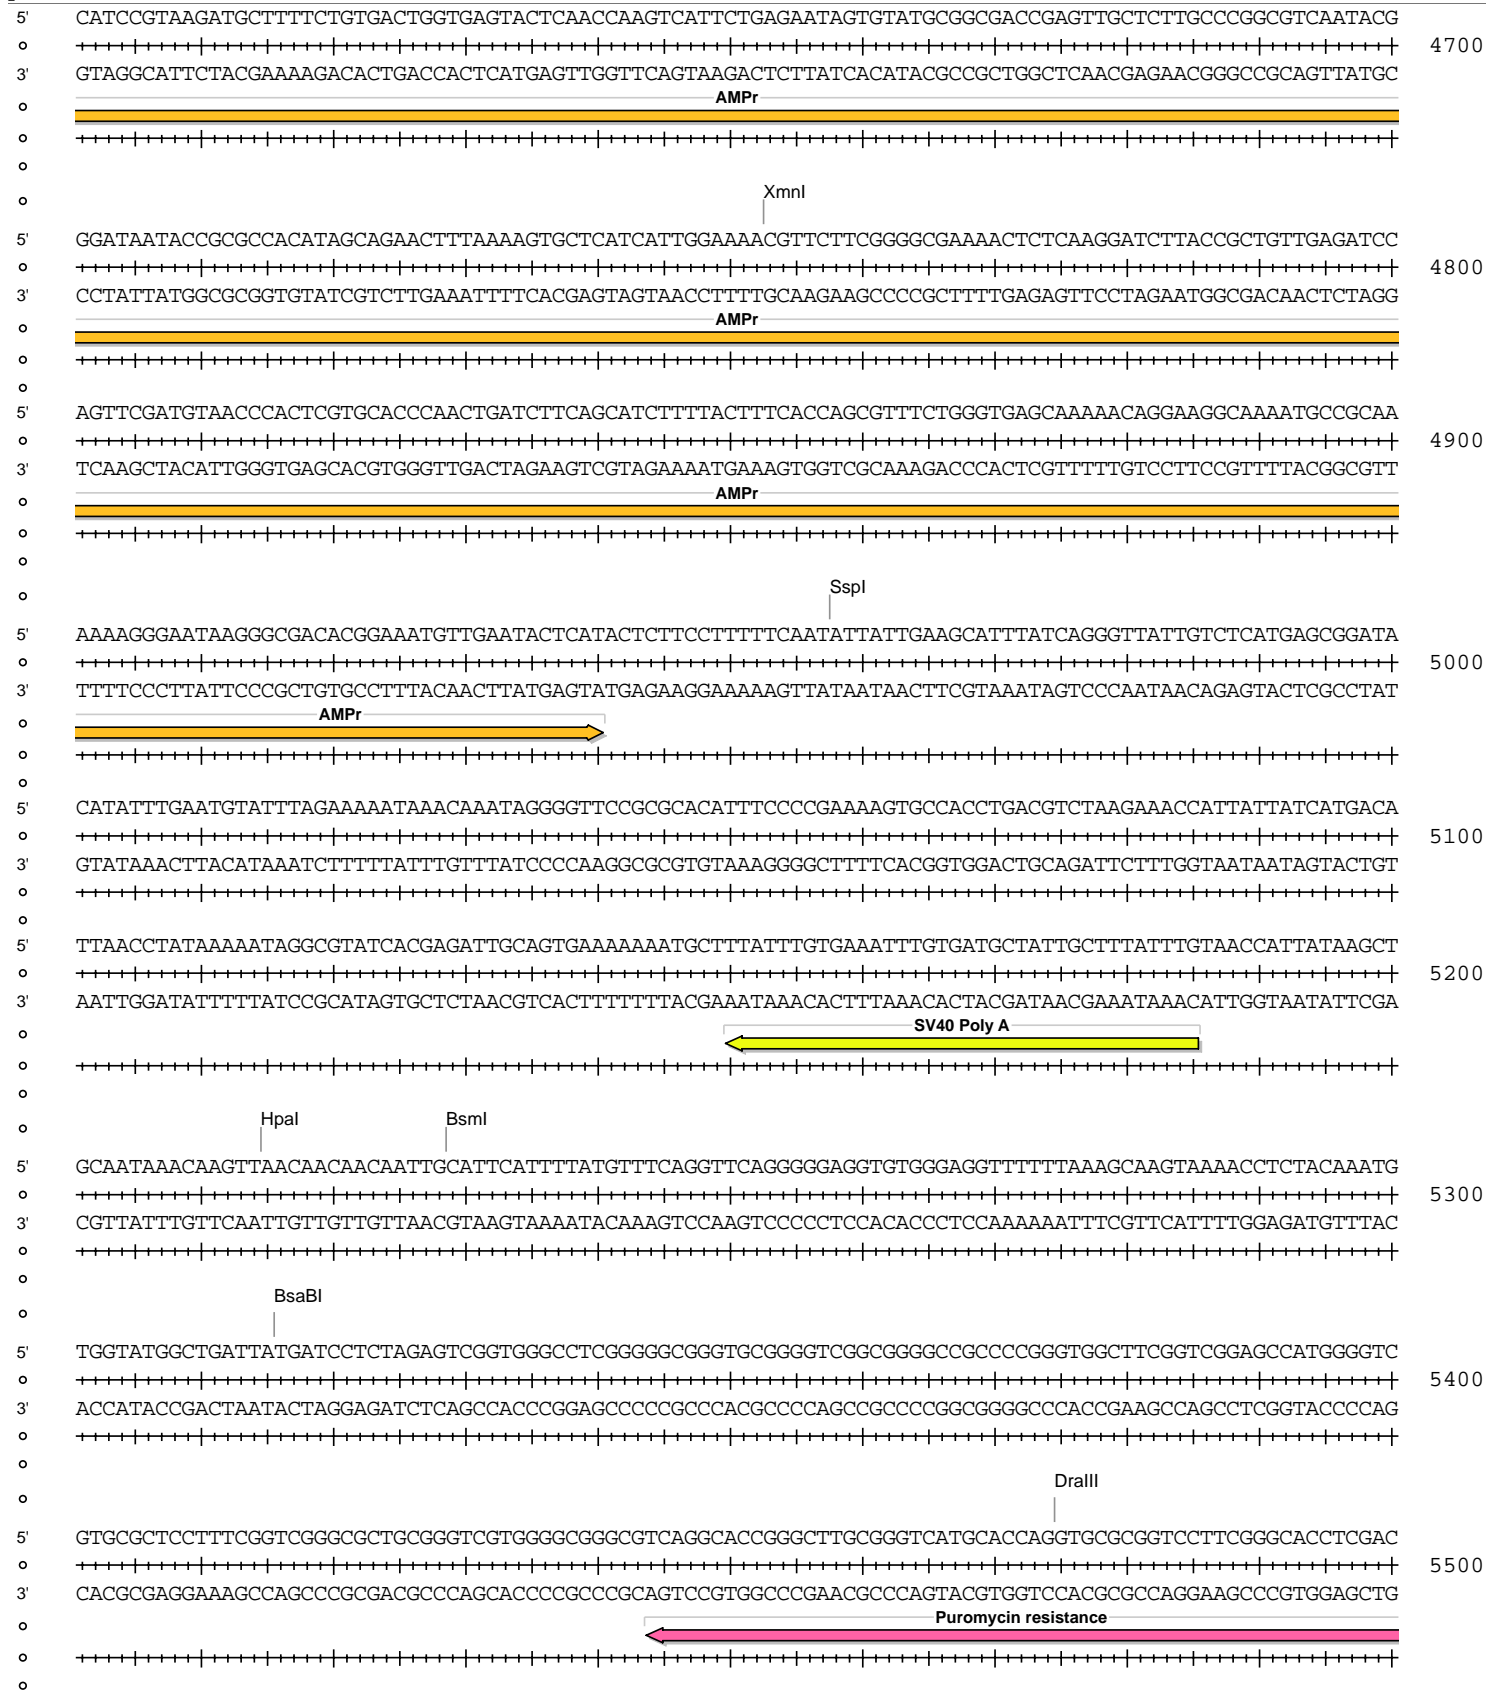 5' CATCCGTAAGATGCTTTTCTGTGACTGGTGAGTACTCAACCAAGTCATTCTGAGAATAGTGTATGCGGCGACCGAGTTGCTCTTGCCCGGCGTCAATACG
4700
3' GTAGGCATTCTACGAAAAGACACTGACCACTCATGAGTTGGTTCAGTAAGACTCTTATCACATACGCCGCTGGCTCAACGAGAACGGGCCGCAGTTATGC
AMPr
XmnI
5' GGATAATACCGCGCCACATAGCAGAACTTTAAAAGTGCTCATCATTGGAAAACGTTCTTCGGGGCGAAAACTCTCAAGGATCTTACCGCTGTTGAGATCC
4800
3' CCTATTATGGCGCGGTGTATCGTCTTGAAATTTTCACGAGTAGTAACCTTTTGCAAGAAGCCCCGCTTTTGAGAGTTCCTAGAATGGCGACAACTCTAGG
AMPr
5' AGTTCGATGTAACCCACTCGTGCACCCAACTGATCTTCAGCATCTTTTACTTTCACCAGCGTTTCTGGGTGAGCAAAAACAGGAAGGCAAAATGCCGCAA
4900
3' TCAAGCTACATTGGGTGAGCACGTGGGTTGACTAGAAGTCGTAGAAAATGAAAGTGGTCGCAAAGACCCACTCGTTTTTGTCCTTCCGTTTTACGGCGTT
AMPr
SspI
5' AAAAGGGAATAAGGGCGACACGGAAATGTTGAATACTCATACTCTTCCTTTTTCAATATTATTGAAGCATTTATCAGGGTTATTGTCTCATGAGCGGATA
5000
3' TTTTCCCTTATTCCCGCTGTGCCTTTACAACTTATGAGTATGAGAAGGAAAAAGTTATAATAACTTCGTAAATAGTCCCAATAACAGAGTACTCGCCTAT
AMPr
5' CATATTTGAATGTATTTAGAAAAATAAACAAATAGGGGTTCCGCGCACATTTCCCCGAAAAGTGCCACCTGACGTCTAAGAAACCATTATTATCATGACA
5100
3' GTATAAACTTACATAAATCTTTTTATTTGTTTATCCCCAAGGCGCGTGTAAAGGGGCTTTTCACGGTGGACTGCAGATTCTTTGGTAATAATAGTACTGT
5' TTAACCTATAAAAATAGGCGTATCACGAGATTGCAGTGAAAAAAATGCTTTATTTGTGAAATTTGTGATGCTATTGCTTTATTTGTAACCATTATAAGCT
5200
3' AATTGGATATTTTTATCCGCATAGTGCTCTAACGTCACTTTTTTTACGAAATAAACACTTTAAACACTACGATAACGAAATAAACATTGGTAATATTCGA
SV40 Poly A
HpaI BsmI
5' GCAATAAACAAGTTAACAACAACAATTGCATTCATTTTATGTTTCAGGTTCAGGGGGAGGTGTGGGAGGTTTTTTAAAGCAAGTAAAACCTCTACAAATG
5300
3' CGTTATTTGTTCAATTGTTGTTGTTAACGTAAGTAAAATACAAAGTCCAAGTCCCCCTCCACACCCTCCAAAAAATTTCGTTCATTTTGGAGATGTTTAC
BsaBI
5' TGGTATGGCTGATTATGATCCTCTAGAGTCGGTGGGCCTCGGGGGCGGGTGCGGGGTCGGCGGGGCCGCCCCGGGTGGCTTCGGTCGGAGCCATGGGGTC
5400
3' ACCATACCGACTAATACTAGGAGATCTCAGCCACCCGGAGCCCCCGCCCACGCCCCAGCCGCCCCGGCGGGGCCCACCGAAGCCAGCCTCGGTACCCCAG
DraIII
5' GTGCGCTCCTTTCGGTCGGGCGCTGCGGGTCGTGGGGCGGGCGTCAGGCACCGGGCTTGCGGGTCATGCACCAGGTGCGCGGTCCTTCGGGCACCTCGAC
5500
3' CACGCGAGGAAAGCCAGCCCGCGACGCCCAGCACCCCGCCCGCAGTCCGTGGCCCGAACGCCCAGTACGTGGTCCACGCGCCAGGAAGCCCGTGGAGCTG
Puromycin resistance